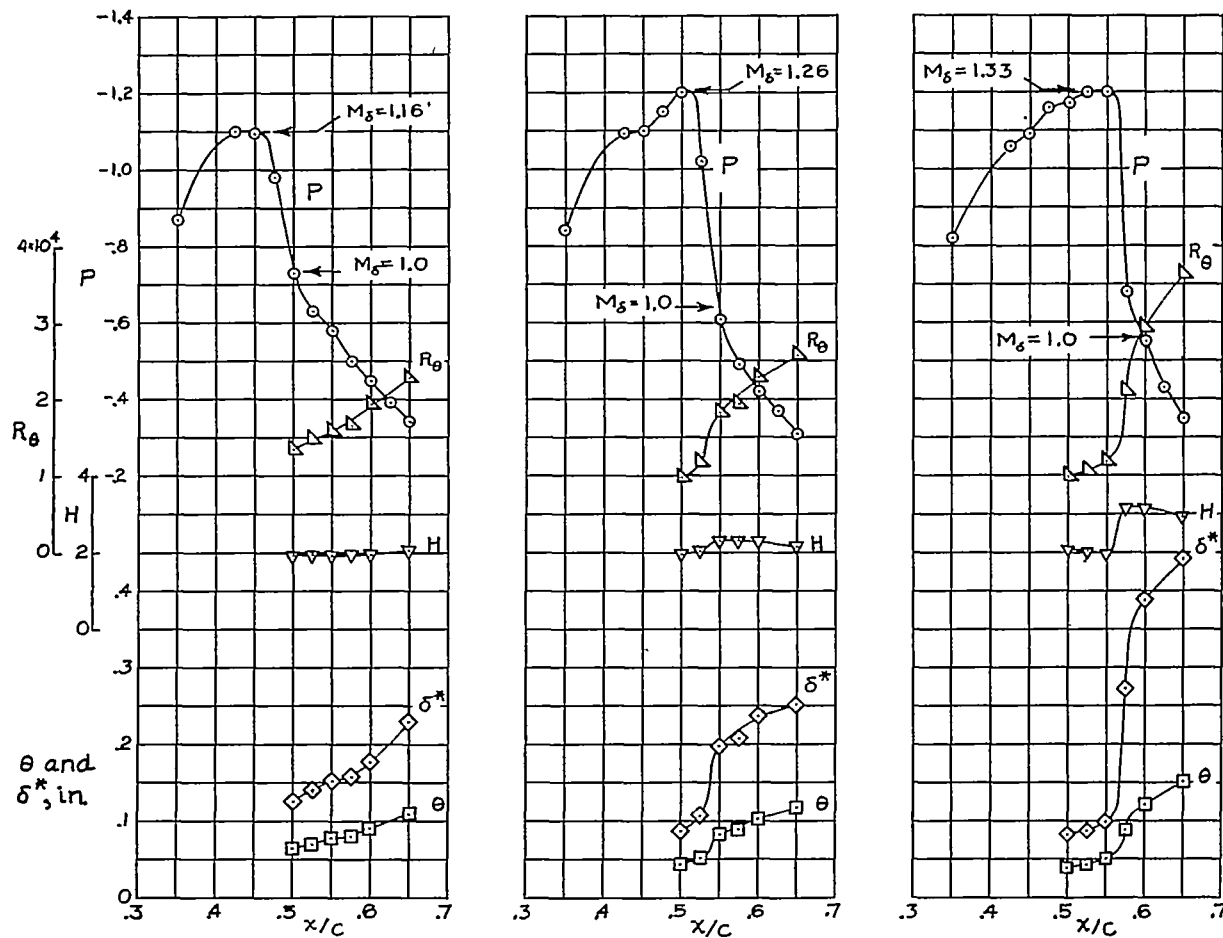 -1.4
-1.2
-1.0
-.8
-.6
-.4
-.2
P
4×10⁴
3
2
1
0
R_θ
4
2
0
H
.4
.3
.2
.1
0
θ and
δ*, in.
M_δ=1.16
P
M_δ=1.0
R_θ
H
δ*
θ
.3 .4 .5 .6 .7
x/c
M_δ=1.26
P
M_δ=1.0
R_θ
H
δ*
θ
.3 .4 .5 .6 .7
x/c
M_δ=1.33
P
R_θ
M_δ=1.0
H
δ*
θ
.3 .4 .5 .6 .7
x/c